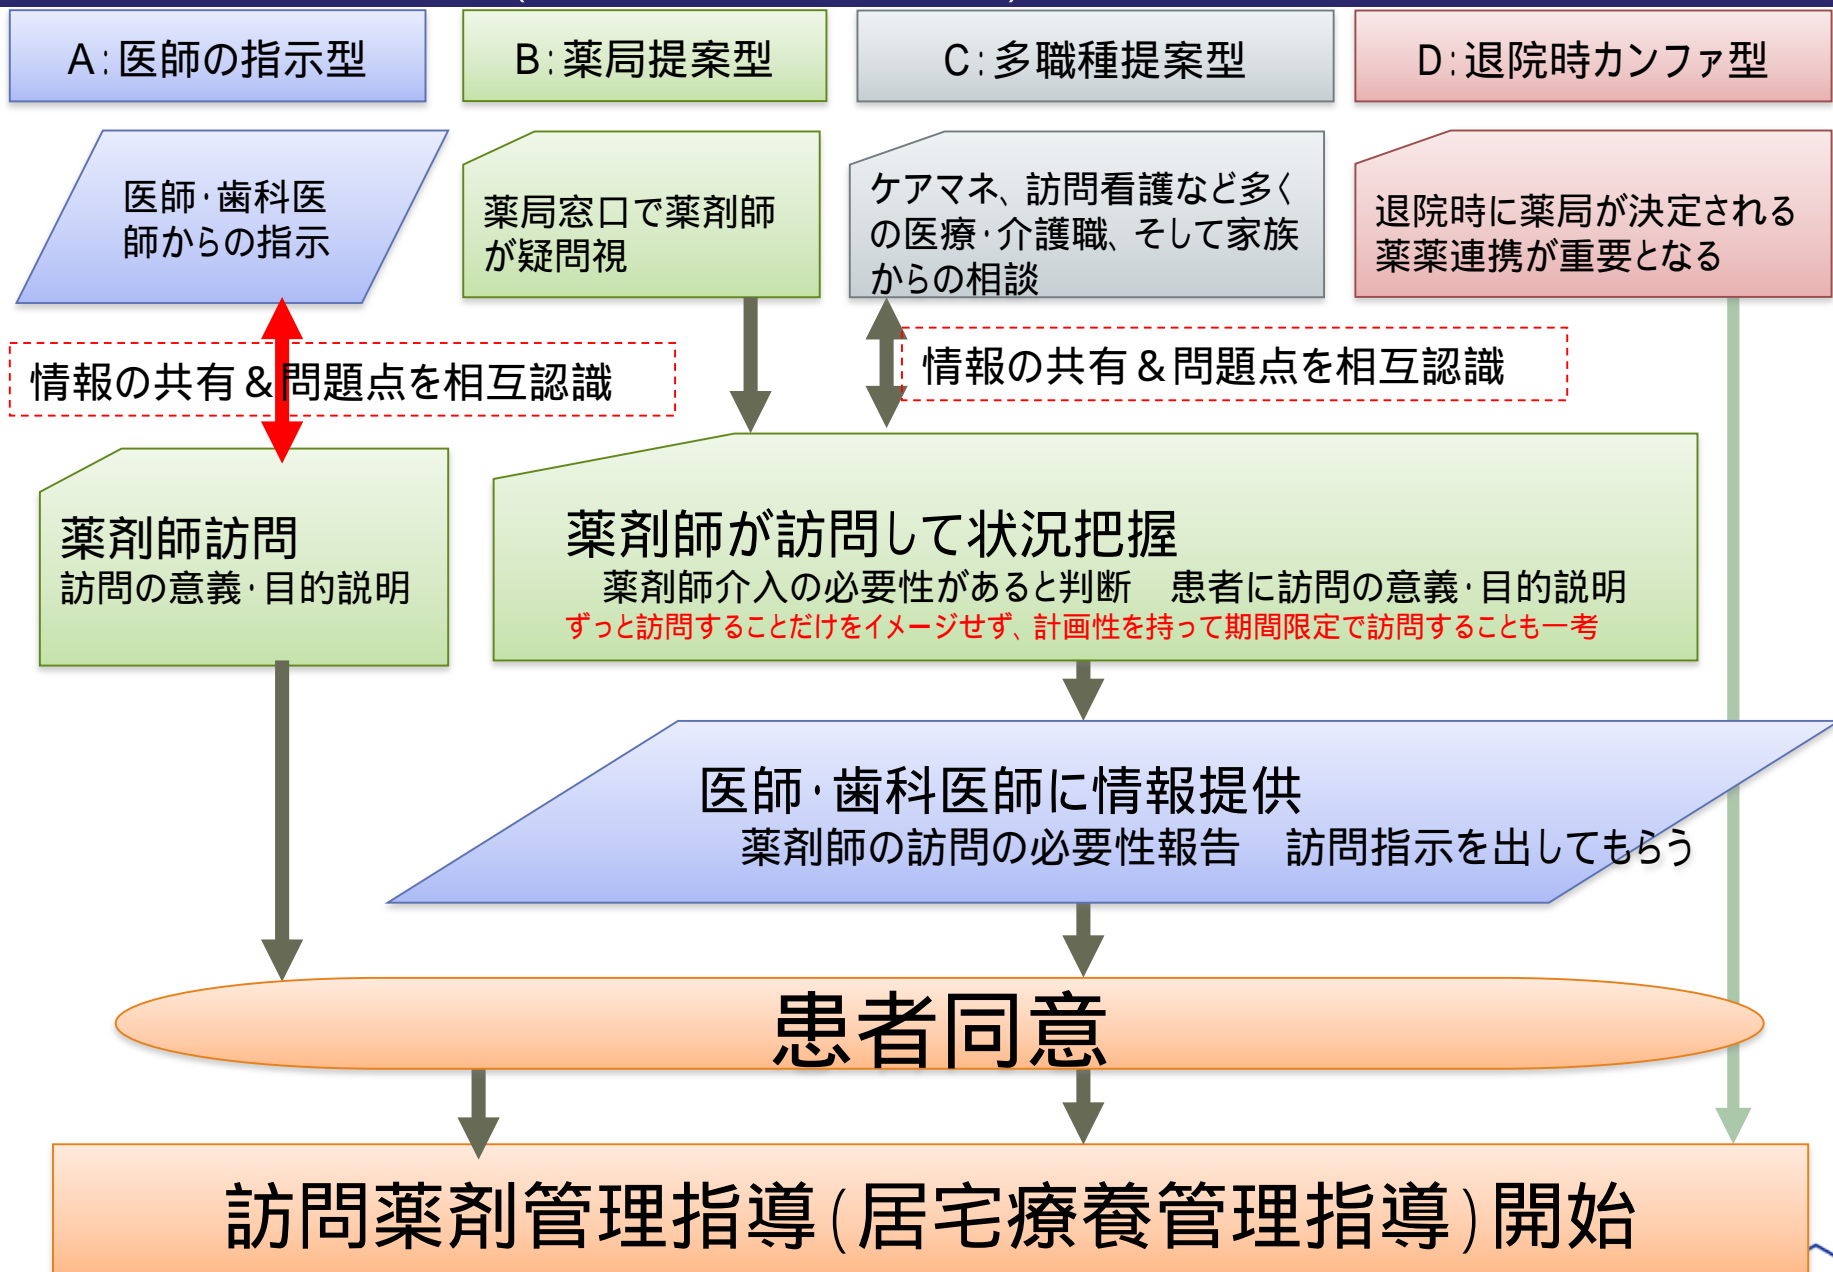 A:医師の指示型
B:薬局提案型
C:多職種提案型
D:退院時カンファ型
医師・歯科医
師からの指示
薬局窓口で薬剤師
が疑問視
ケアマネ、訪問看護など多く
の医療・介護職、そして家族
からの相談
退院時に薬局が決定される
薬薬連携が重要となる
情報の共有&問題点を相互認識
情報の共有&問題点を相互認識
薬剤師訪問
訪問の意義・目的説明
薬剤師が訪問して状況把握
薬剤師介入の必要性があると判断 患者に訪問の意義・目的説明
ずっと訪問することだけをイメージせず、計画性を持って期間限定で訪問することも一考
医師・歯科医師に情報提供
薬剤師の訪問の必要性報告 訪問指示を出してもらう
患者同意
訪問薬剤管理指導(居宅療養管理指導)開始